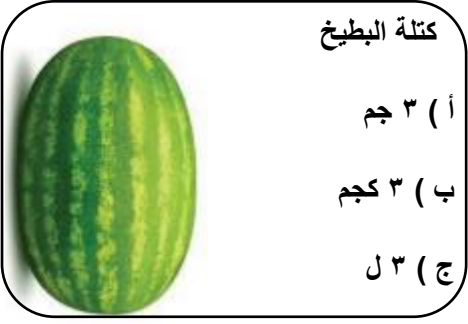 كتلة البطيخ
أ ) ٣ جم
ب ) ٣ كجم
ج ) ٣ ل